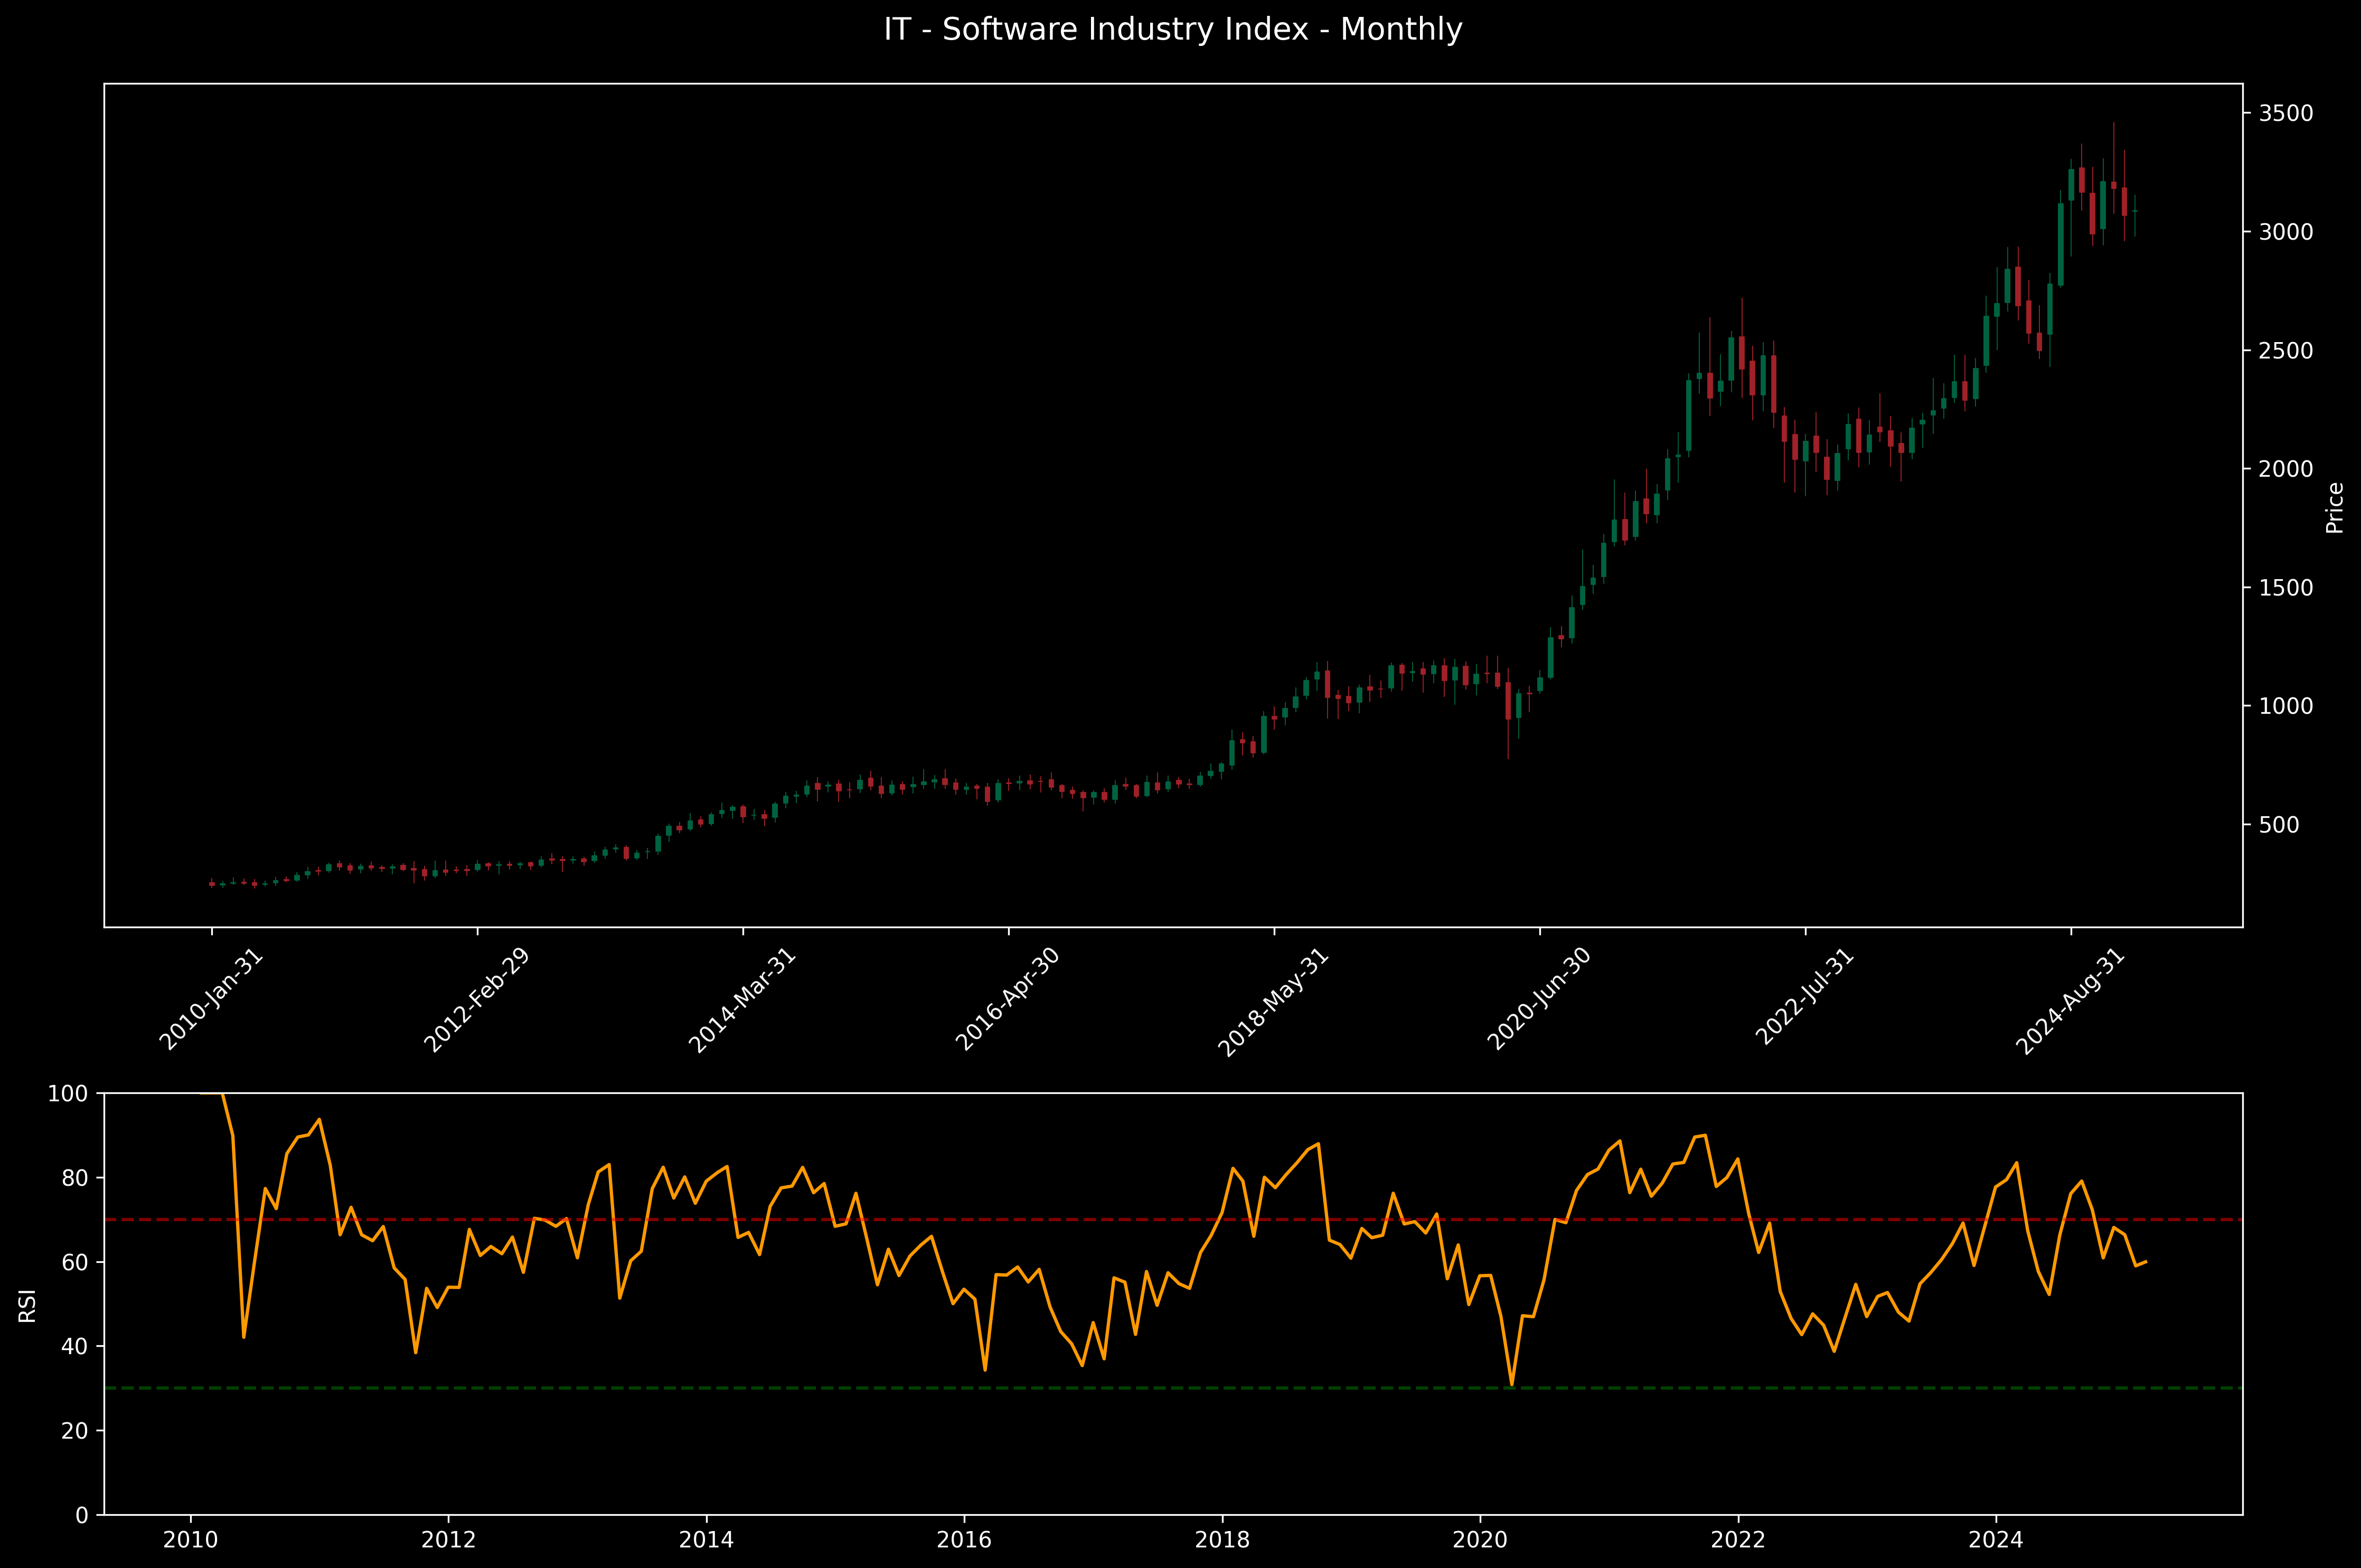 IT - Software Industry Index - Monthly
3500
3000
2500
2000
1500
1000
500
Price
2010-Jan-31
2012-Feb-29
2014-Mar-31
2016-Apr-30
2018-May-31
2020-Jun-30
2022-Jul-31
2024-Aug-31
100
80
60
40
20
0
RSI
2010
2012
2014
2016
2018
2020
2022
2024